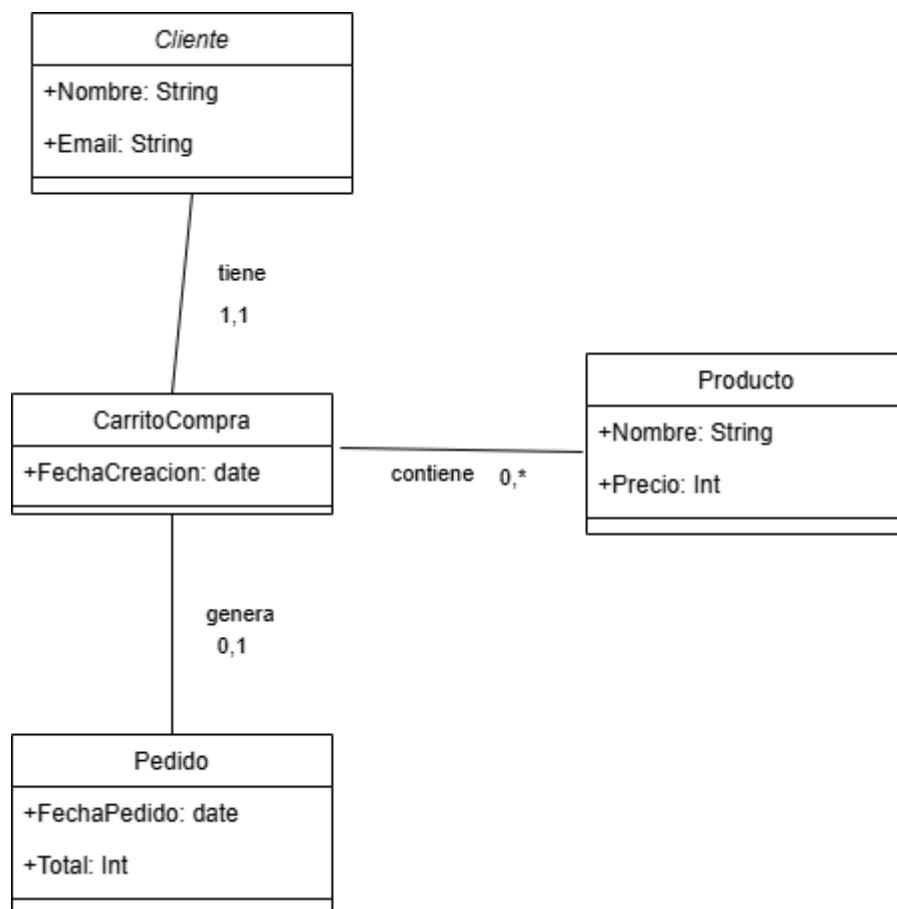 Cliente
+Nombre: String
+Email: String
tiene
1,1
CarritoCompra
+FechaCreacion: date
contiene 0,*
Producto
+Nombre: String
+Precio: Int
genera
0,1
Pedido
+FechaPedido: date
+Total: Int